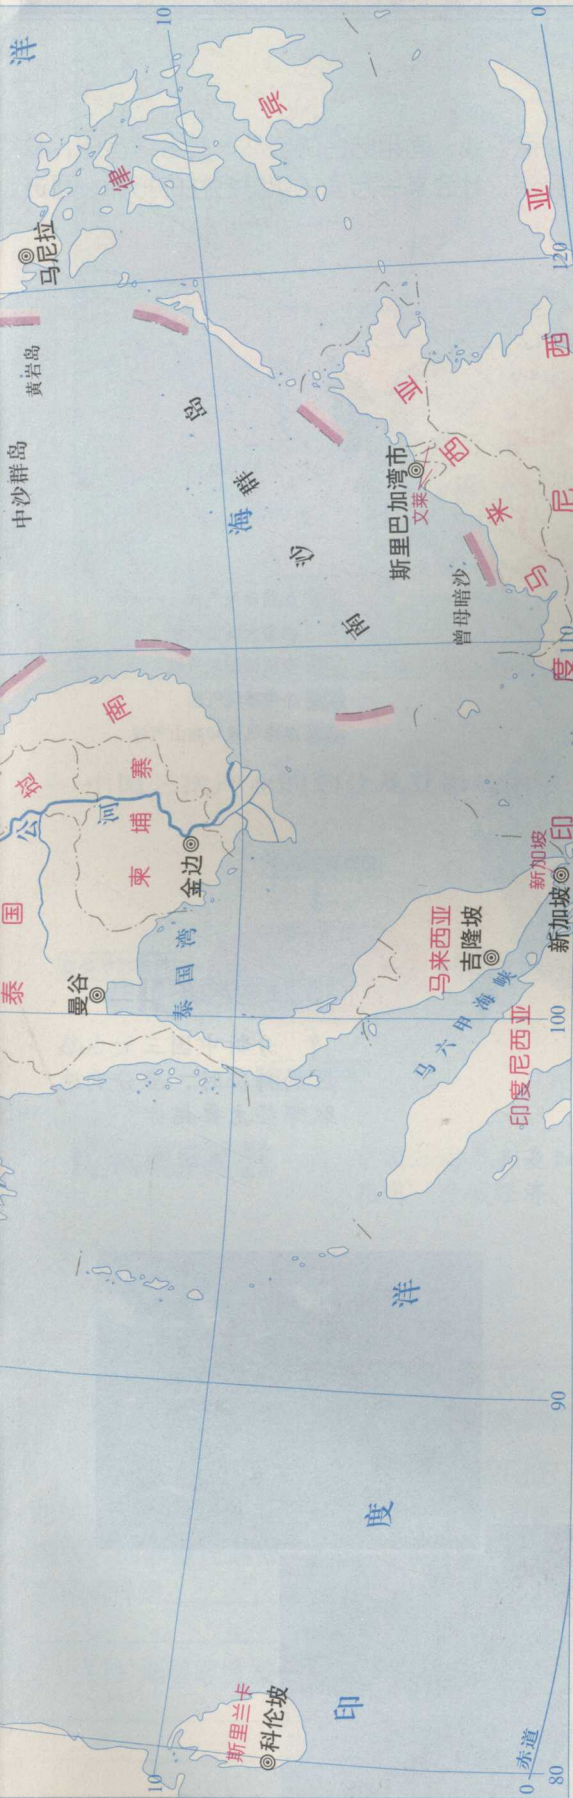 洋
10
0
宾
律
亚
马尼拉
120
黄岩岛
中沙群岛
西
岛
群
沙
南
海
亚
西
来
马
斯里巴加湾市
文莱
尼
曾母暗沙
110
度
南
挝
寨
埔
柬
公
河
金边
印
新加坡
新加坡
国
泰
曼谷
泰国湾
马来西亚
吉隆坡
马六甲海峡
100
印度尼西亚
洋
90
度
印
斯里兰卡
科伦坡
10
0
赤道
80